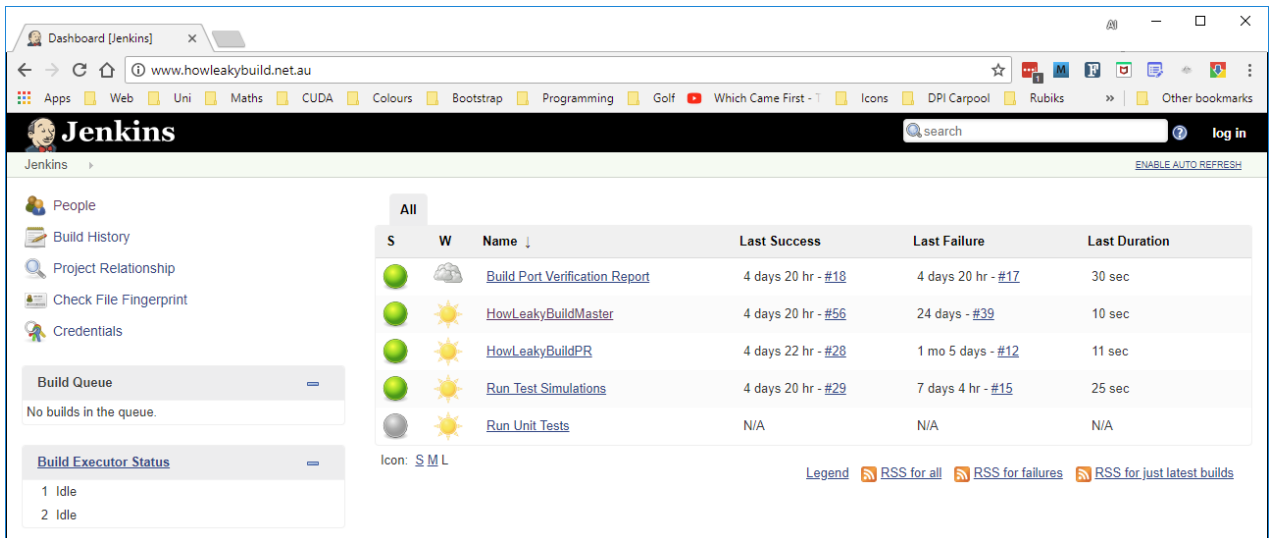 Dashboard [Jenkins]
www.howleakybuild.net.au
Apps Web Uni Maths CUDA Colours Bootstrap Programming Golf Which Came First - Icons DPI Carpool Rubiks » Other bookmarks
Jenkins search log in
Jenkins ENABLE AUTO REFRESH
People
Build History
Project Relationship
Check File Fingerprint
Credentials
Build Queue
No builds in the queue.
Build Executor Status
1 Idle
2 Idle
All
S W Name ↓ Last Success Last Failure Last Duration
Build Port Verification Report 4 days 20 hr - #18 4 days 20 hr - #17 30 sec
HowLeakyBuildMaster 4 days 20 hr - #56 24 days - #39 10 sec
HowLeakyBuildPR 4 days 22 hr - #28 1 mo 5 days - #12 11 sec
Run Test Simulations 4 days 20 hr - #29 7 days 4 hr - #15 25 sec
Run Unit Tests N/A N/A N/A
Icon: S M L
Legend RSS for all RSS for failures RSS for just latest builds